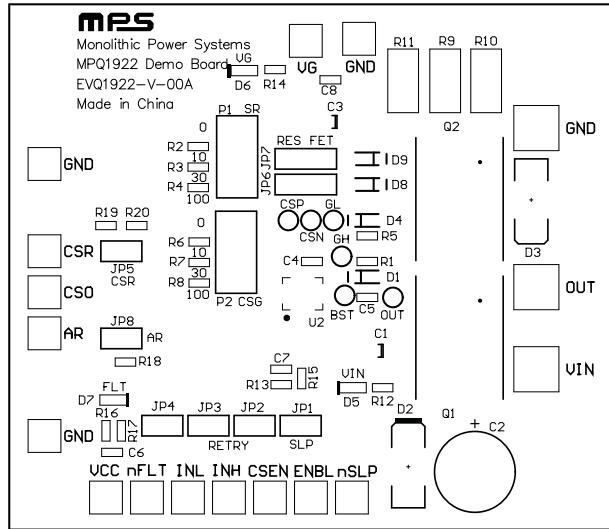 mps
Monolithic Power Systems
MPQ1922 Demo Board
EVQ1922-V-00A
Made in China
VG
D6
R14
VG
GND
C8
C3
R11
R9
R10
Q2
GND
P1 SR
0
R2
10
R3
30
R4
100
JP7
RES FET
JP6
D9
D8
GND
D3
R19
R20
0
CSP
GL
CSN
D4
R5
GH
CSR
JP5
CSR
R6
10
R7
30
R8
100
P2 CSG
C4
R1
D1
U2
BST
C5
OUT
OUT
CSO
AR
JP8
AR
R18
C1
VIN
C7
R13
R15
VIN
D5
R12
FLT
D7
R16
R17
C6
GND
JP4
JP3
JP2
JP1
RETRY
SLP
D2
Q1
+
C2
VCC nFLT INL INH CSEN ENBL nSLP